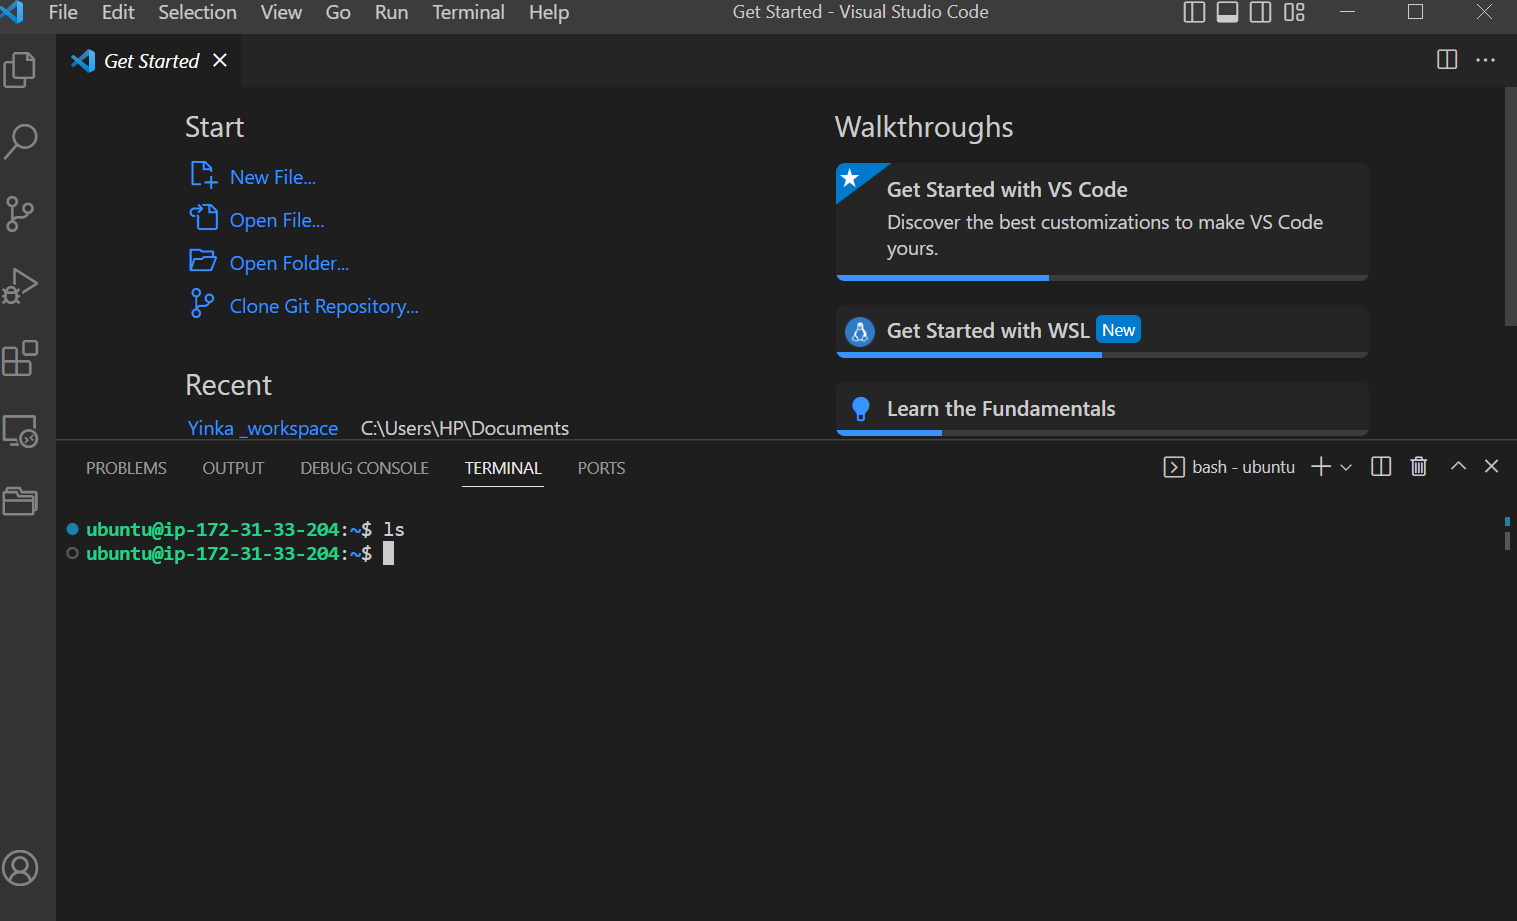 File Edit Selection View Go Run Terminal Help Get Started - Visual Studio Code
Get Started
Start
New File...
Open File...
Open Folder...
Clone Git Repository...
Recent
Yinka _workspace C:\Users\HP\Documents
Walkthroughs
Get Started with VS Code
Discover the best customizations to make VS Code
yours.
Get Started with WSL New
Learn the Fundamentals
PROBLEMS OUTPUT DEBUG CONSOLE TERMINAL PORTS bash - ubuntu
ubuntu@ip-172-31-33-204:~$ ls
ubuntu@ip-172-31-33-204:~$